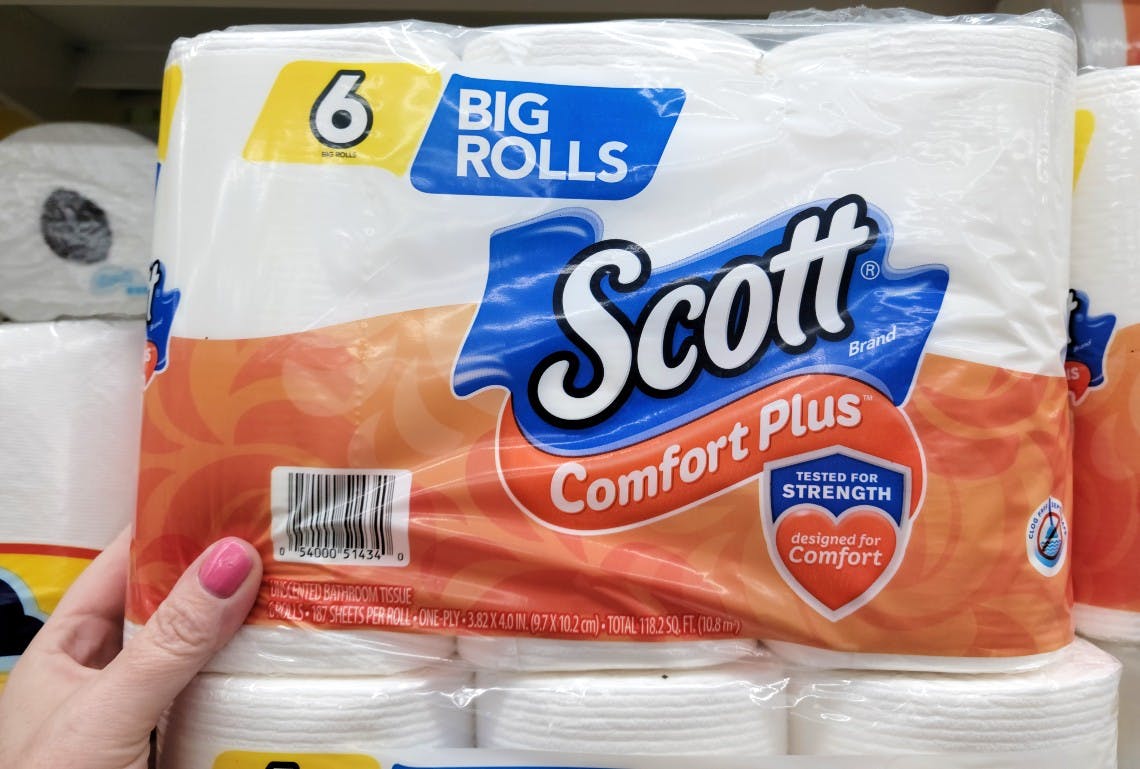 6
BIG ROLLS
BIG
ROLLS
Scott®
Brand
Comfort Plus™
TESTED FOR
STRENGTH
designed for
Comfort
0 54000 51434 0
UNSCENTED BATHROOM TISSUE
6 ROLLS • 187 SHEETS PER ROLL • ONE-PLY • 3.82 X 4.0 IN. (9.7 X 10.2 cm) • TOTAL 118.2 SQ. FT. (10.8 m²)